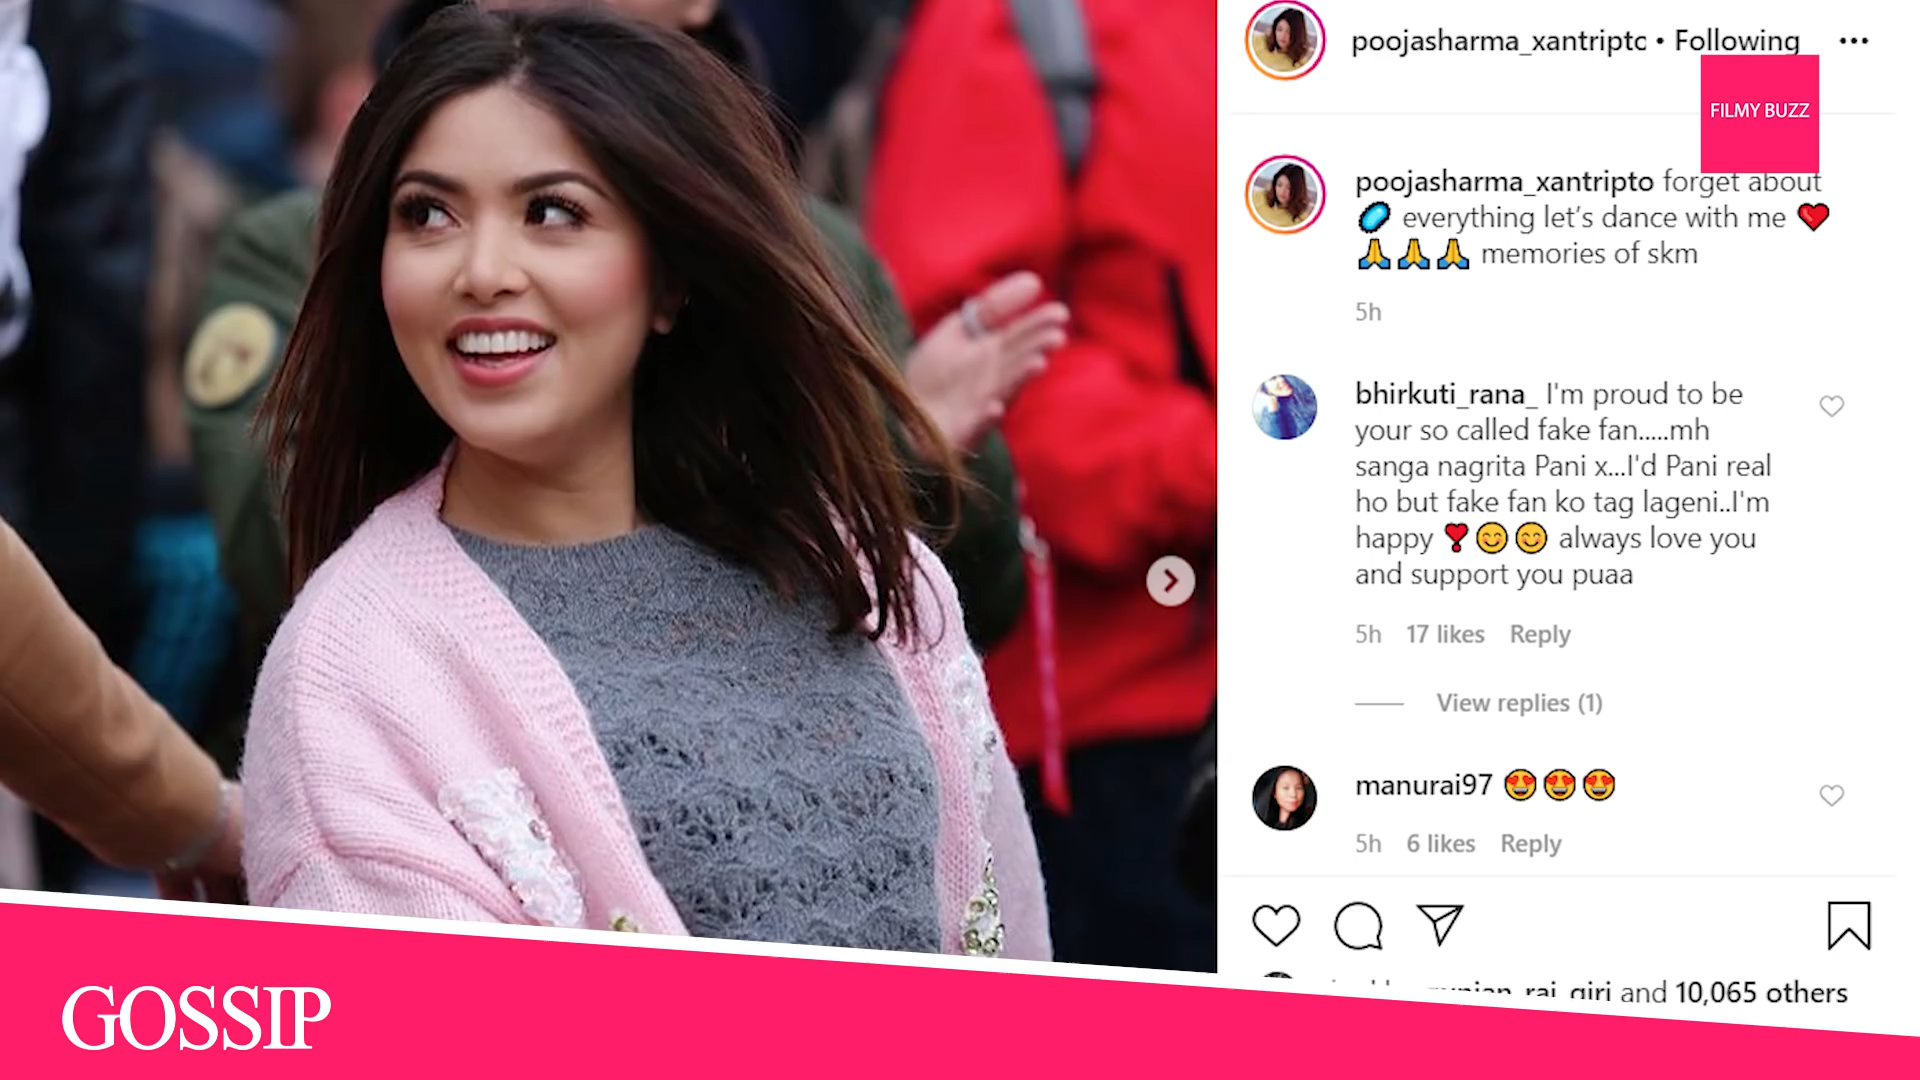 poojasharma_xantripto • Following •••
FILMY BUZZ
poojasharma_xantripto forget about
everything let's dance with me ❤️
🙏🙏🙏 memories of skm
5h
bhirkuti_rana_ I'm proud to be
your so called fake fan.....mh
sanga nagrita Pani x...I'd Pani real
ho but fake fan ko tag lageni..I'm
happy ❣️😊😊 always love you
and support you puaa
5h 17 likes Reply
View replies (1)
manurai97 😍😍😍
5h 6 likes Reply
rai_giri and 10,065 others
GOSSIP